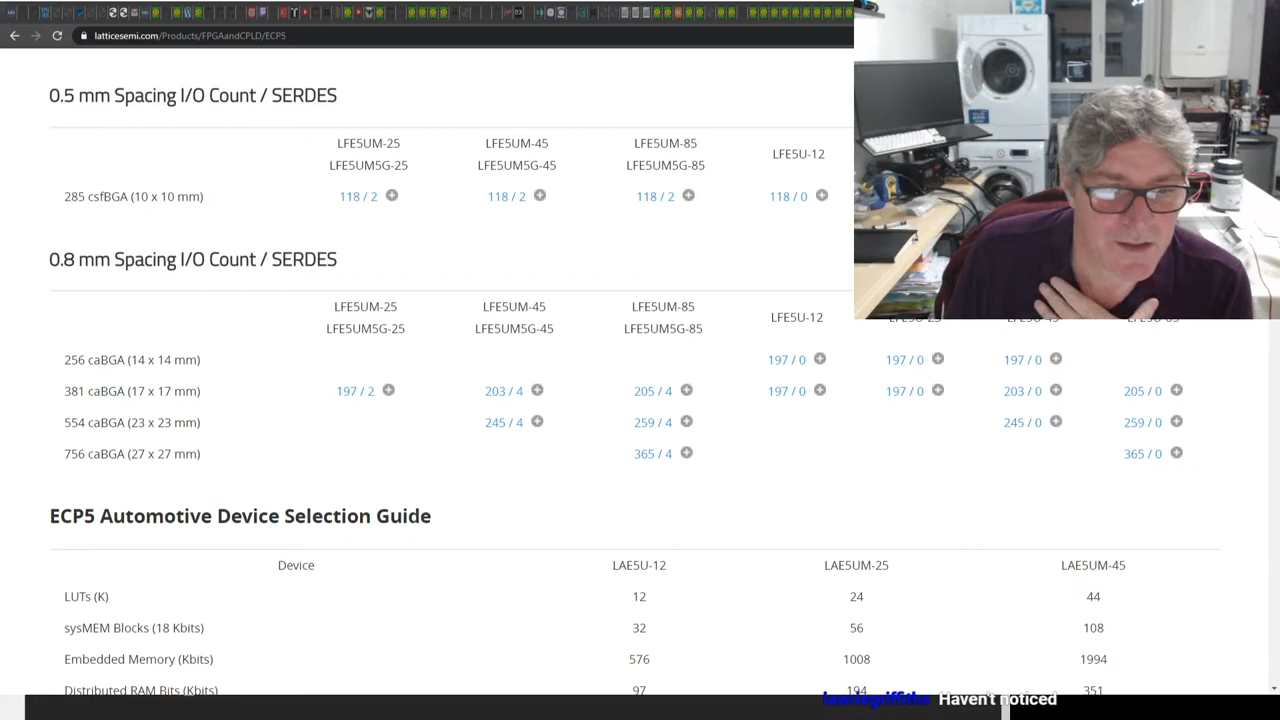 latticesemi.com/Products/FPGAandCPLD/ECP5
0.5 mm Spacing I/O Count / SERDES
LFE5UM-25 LFE5UM-45 LFE5UM-85
LFE5U-12
LFE5UM5G-25 LFE5UM5G-45 LFE5UM5G-85
285 csfBGA (10 x 10 mm) 118 / 2 118 / 2 118 / 2 118 / 0
0.8 mm Spacing I/O Count / SERDES
LFE5UM-25 LFE5UM-45 LFE5UM-85
LFE5U-12
LFE5UM5G-25 LFE5UM5G-45 LFE5UM5G-85
256 caBGA (14 x 14 mm) 197 / 0 197 / 0 197 / 0
381 caBGA (17 x 17 mm) 197 / 2 203 / 4 205 / 4 197 / 0 197 / 0 203 / 0 205 / 0
554 caBGA (23 x 23 mm) 245 / 4 259 / 4 245 / 0 259 / 0
756 caBGA (27 x 27 mm) 365 / 4 365 / 0
ECP5 Automotive Device Selection Guide
Device LAE5U-12 LAE5UM-25 LAE5UM-45
LUTs (K) 12 24 44
sysMEM Blocks (18 Kbits) 32 56 108
Embedded Memory (Kbits) 576 1008 1994
Distributed RAM Bits (Kbits) 97 194 351
lawriegriffiths Haven't noticed